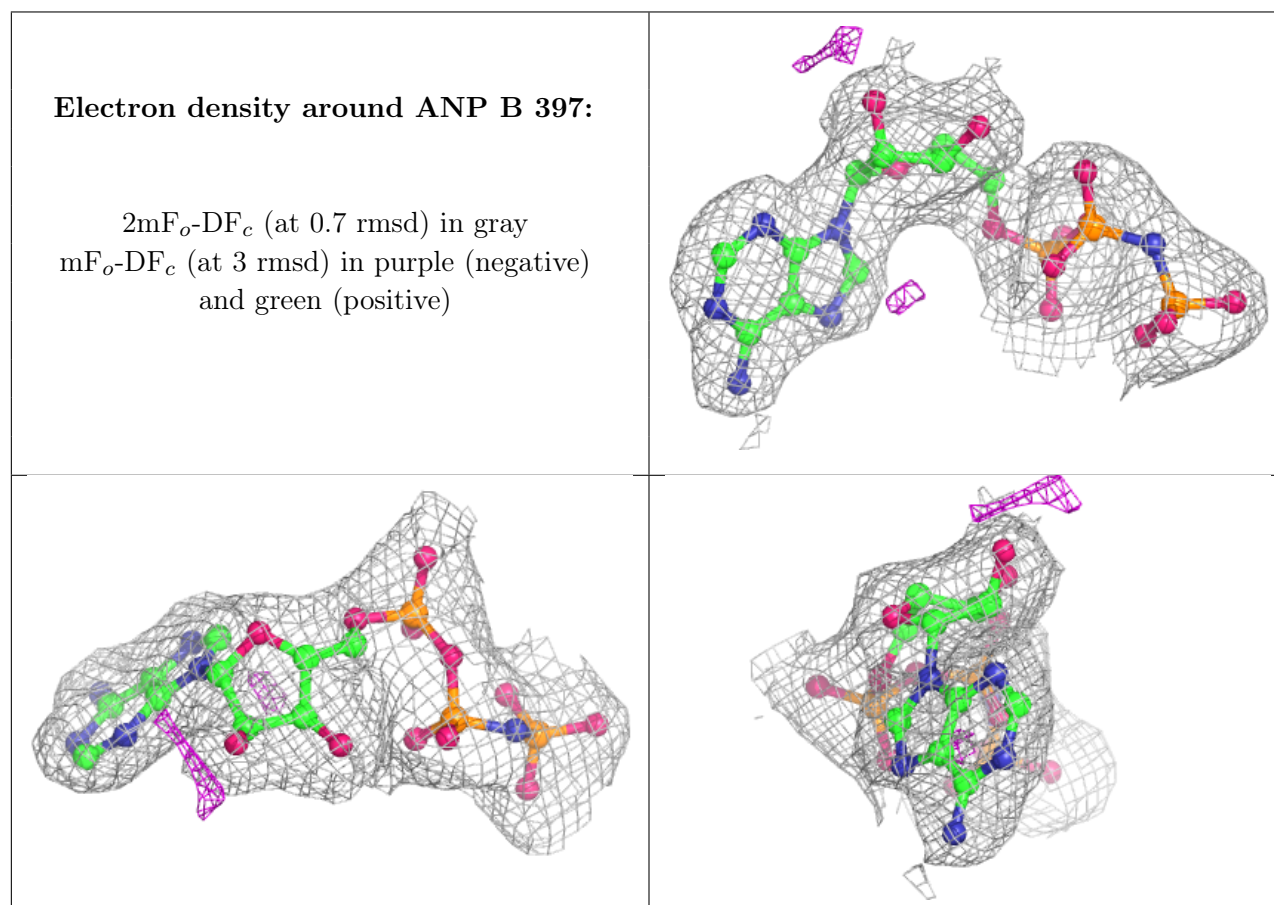 Electron density around ANP B 397:
2mFₒ-DF𝒸 (at 0.7 rmsd) in gray
mFₒ-DF𝒸 (at 3 rmsd) in purple (negative)
and green (positive)